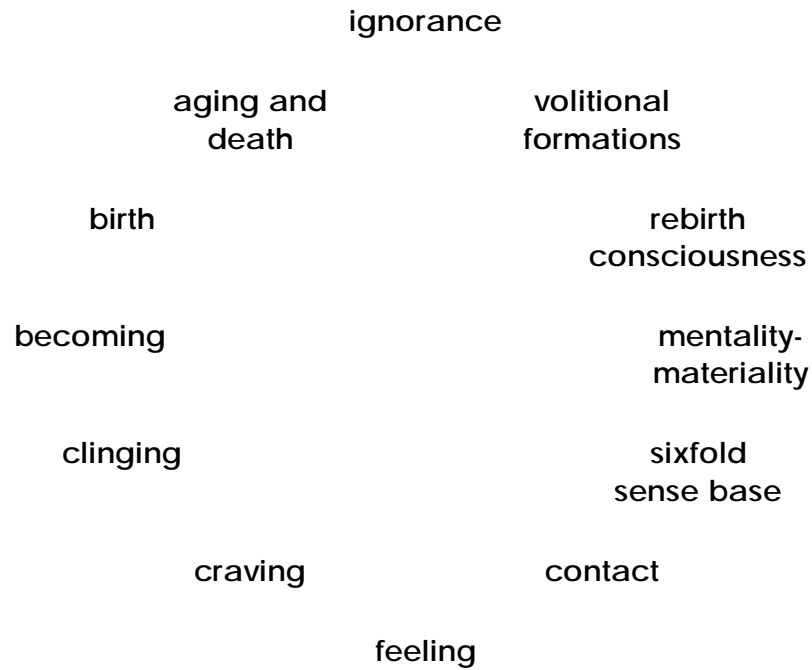 ignorance
aging and
death
volitional
formations
birth
rebirth
consciousness
becoming
mentality-
materiality
clinging
sixfold
sense base
craving
contact
feeling